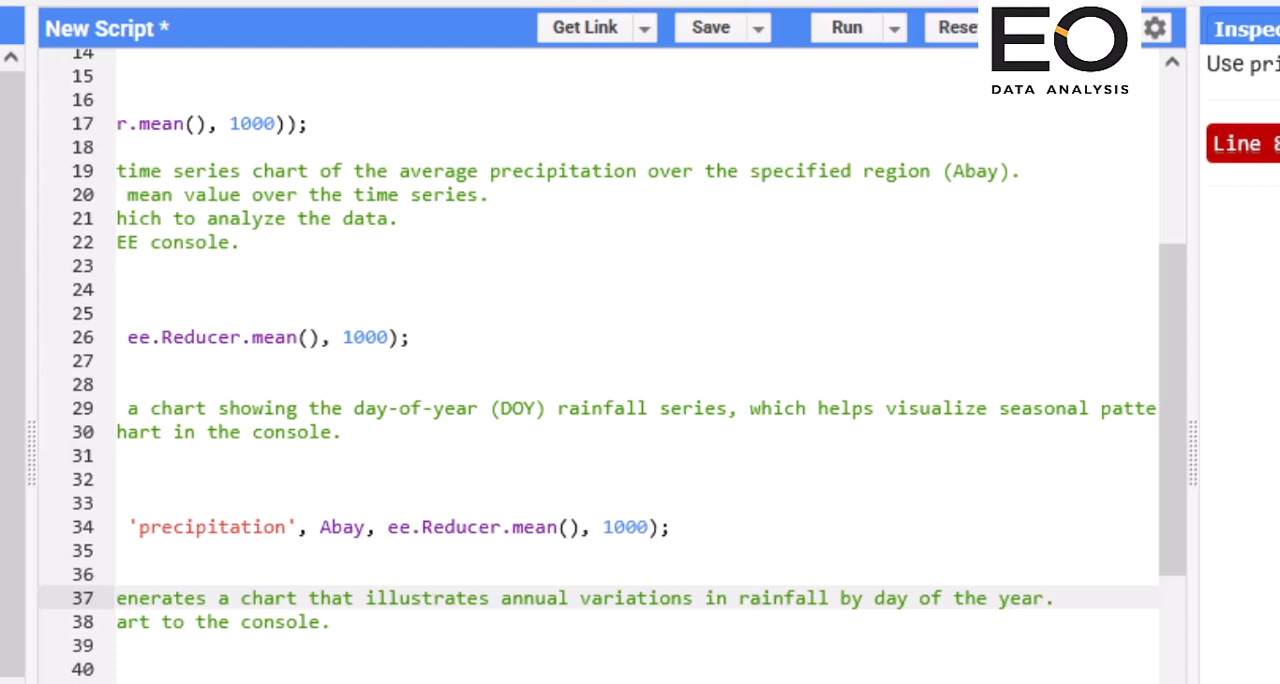 New Script *
Get Link
Save
Run
Rese
EO
DATA ANALYSIS
Inspec
Use pri
Line 8
14
15
16
17 r.mean(), 1000));
18
19 time series chart of the average precipitation over the specified region (Abay).
20 mean value over the time series.
21 hich to analyze the data.
22 EE console.
23
24
25
26 ee.Reducer.mean(), 1000);
27
28
29 a chart showing the day-of-year (DOY) rainfall series, which helps visualize seasonal patte
30 hart in the console.
31
32
33
34 'precipitation', Abay, ee.Reducer.mean(), 1000);
35
36
37 enerates a chart that illustrates annual variations in rainfall by day of the year.
38 art to the console.
39
40